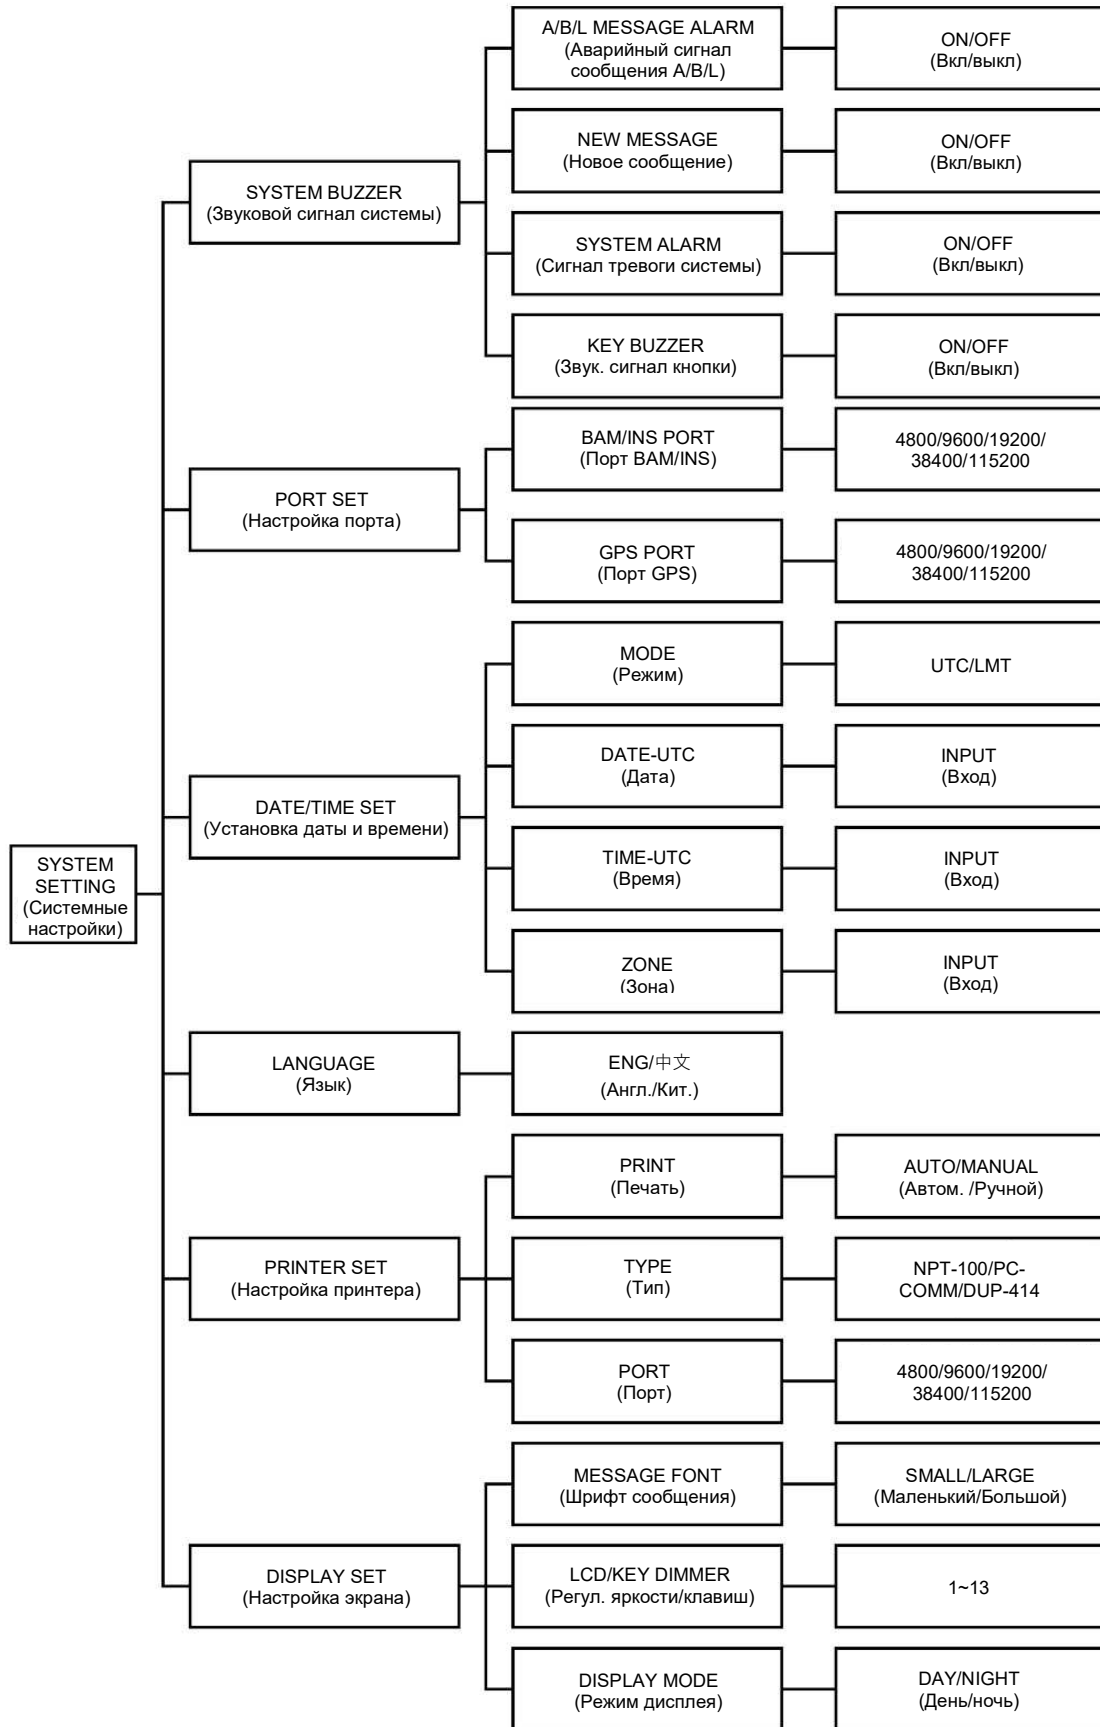 A/B/L MESSAGE ALARM
(Аварийный сигнал
сообщения A/B/L)
ON/OFF
(Вкл/выкл)
NEW MESSAGE
(Новое сообщение)
ON/OFF
(Вкл/выкл)
SYSTEM BUZZER
(Звуковой сигнал системы)
SYSTEM ALARM
(Сигнал тревоги системы)
ON/OFF
(Вкл/выкл)
KEY BUZZER
(Звук. сигнал кнопки)
ON/OFF
(Вкл/выкл)
BAM/INS PORT
(Порт BAM/INS)
4800/9600/19200/
38400/115200
PORT SET
(Настройка порта)
GPS PORT
(Порт GPS)
4800/9600/19200/
38400/115200
MODE
(Режим)
UTC/LMT
DATE-UTC
(Дата)
INPUT
(Вход)
DATE/TIME SET
(Установка даты и времени)
TIME-UTC
(Время)
INPUT
(Вход)
SYSTEM
SETTING
(Системные
настройки)
ZONE
(Зона)
INPUT
(Вход)
LANGUAGE
(Язык)
ENG/中文
(Англ./Кит.)
PRINT
(Печать)
AUTO/MANUAL
(Автом. /Ручной)
PRINTER SET
(Настройка принтера)
TYPE
(Тип)
NPT-100/PC-
COMM/DUP-414
PORT
(Порт)
4800/9600/19200/
38400/115200
MESSAGE FONT
(Шрифт сообщения)
SMALL/LARGE
(Маленький/Большой)
DISPLAY SET
(Настройка экрана)
LCD/KEY DIMMER
(Регул. яркости/клавиш)
1~13
DISPLAY MODE
(Режим дисплея)
DAY/NIGHT
(День/ночь)